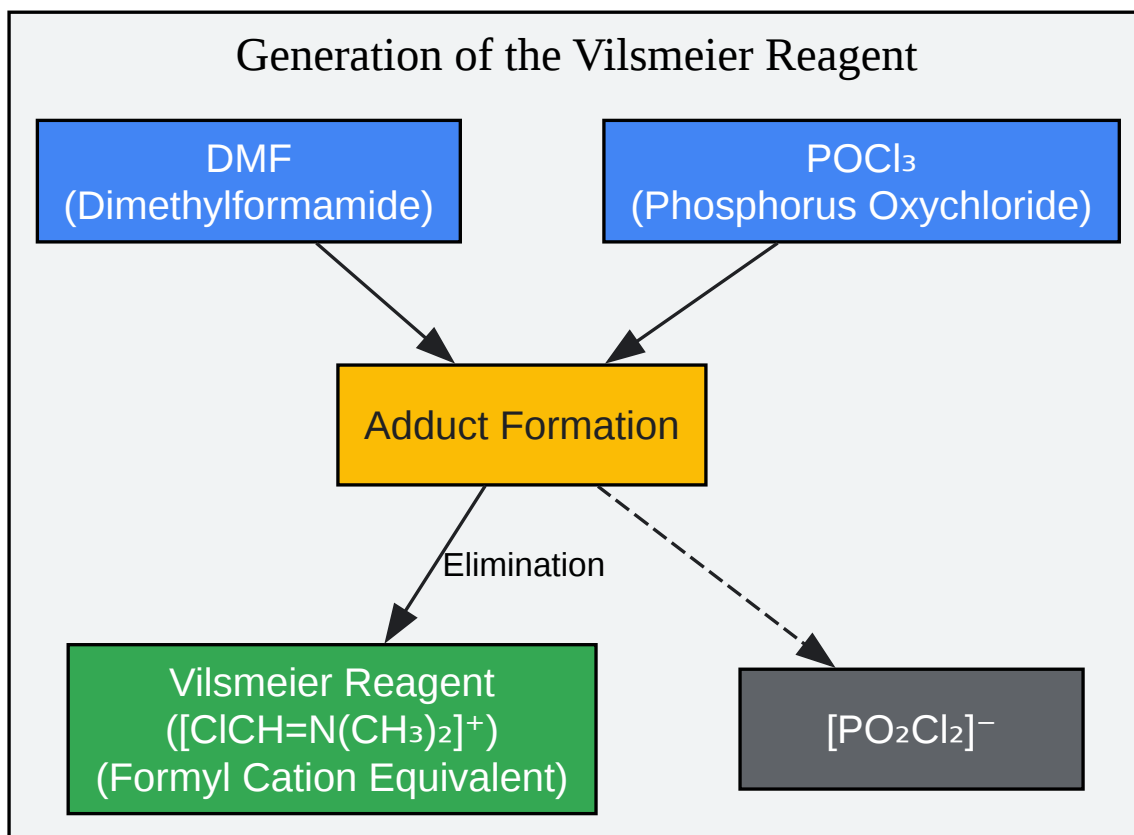 Generation of the Vilsmeier Reagent
DMF
(Dimethylformamide)
POCl₃
(Phosphorus Oxychloride)
Adduct Formation
Elimination
Vilsmeier Reagent
([ClCH=N(CH₃)₂]⁺)
(Formyl Cation Equivalent)
[PO₂Cl₂]⁻